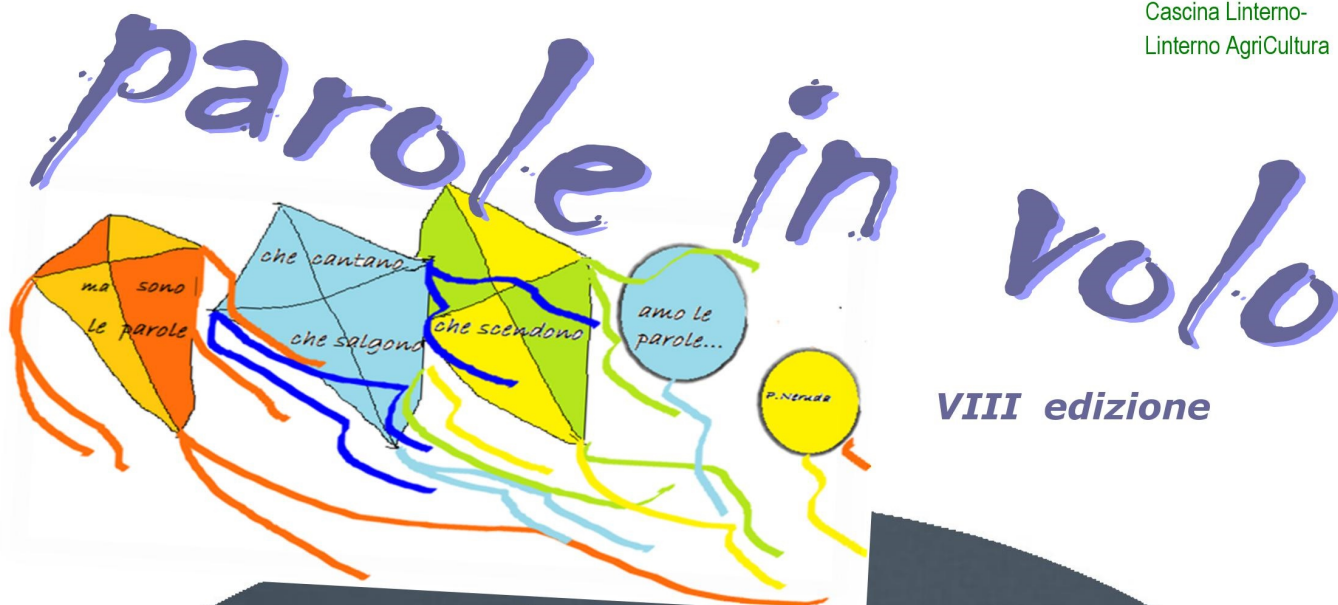 Cascina Linterno-
Linterno AgriCultura
parole in volo
ma sono
le parole
che cantano
che salgono
che scendono
amo le
parole...
P. Neruda
VIII edizione